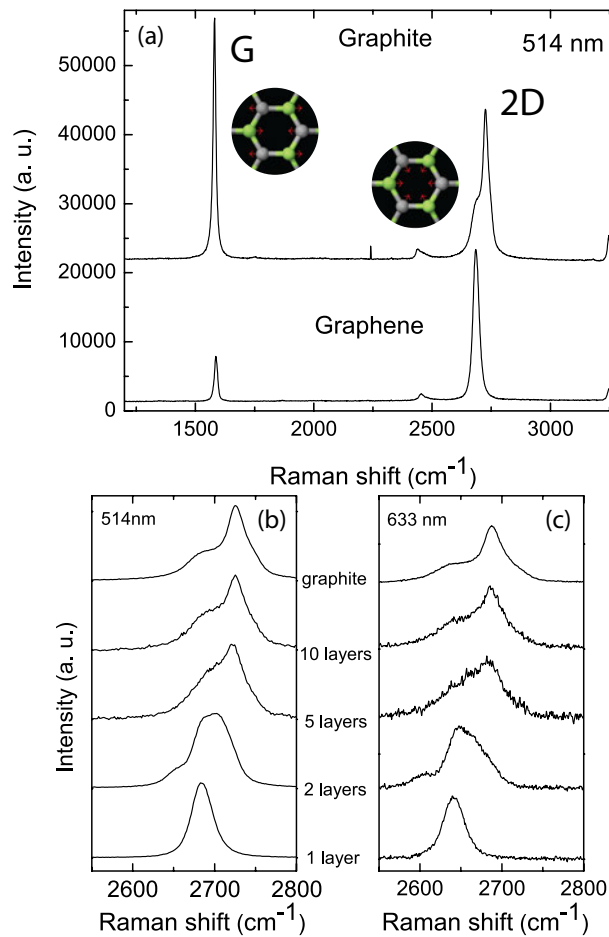 (a)
G
Graphite
514 nm
2D
Graphene
Intensity (a. u.)
50000
40000
30000
20000
10000
0
1500 2000 2500 3000
Raman shift (cm-1)
514nm (b)
graphite
10 layers
5 layers
2 layers
1 layer
Intensity (a. u.)
2600 2700 2800
Raman shift (cm-1)
633 nm (c)
2600 2700 2800
Raman shift (cm-1)